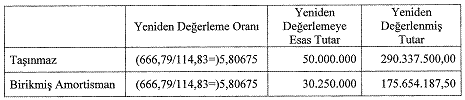 Yeniden Değerleme Oranı
Yeniden
Değerlemeye
Esas Tutar
Yeniden
Değerlenmiş
Tutar
Taşınmaz (666,79/114,83=)5,80675 50.000.000 290.337.500,00
Birikmiş Amortisman (666,79/114,83=)5,80675 30.250.000 175.654.187,50